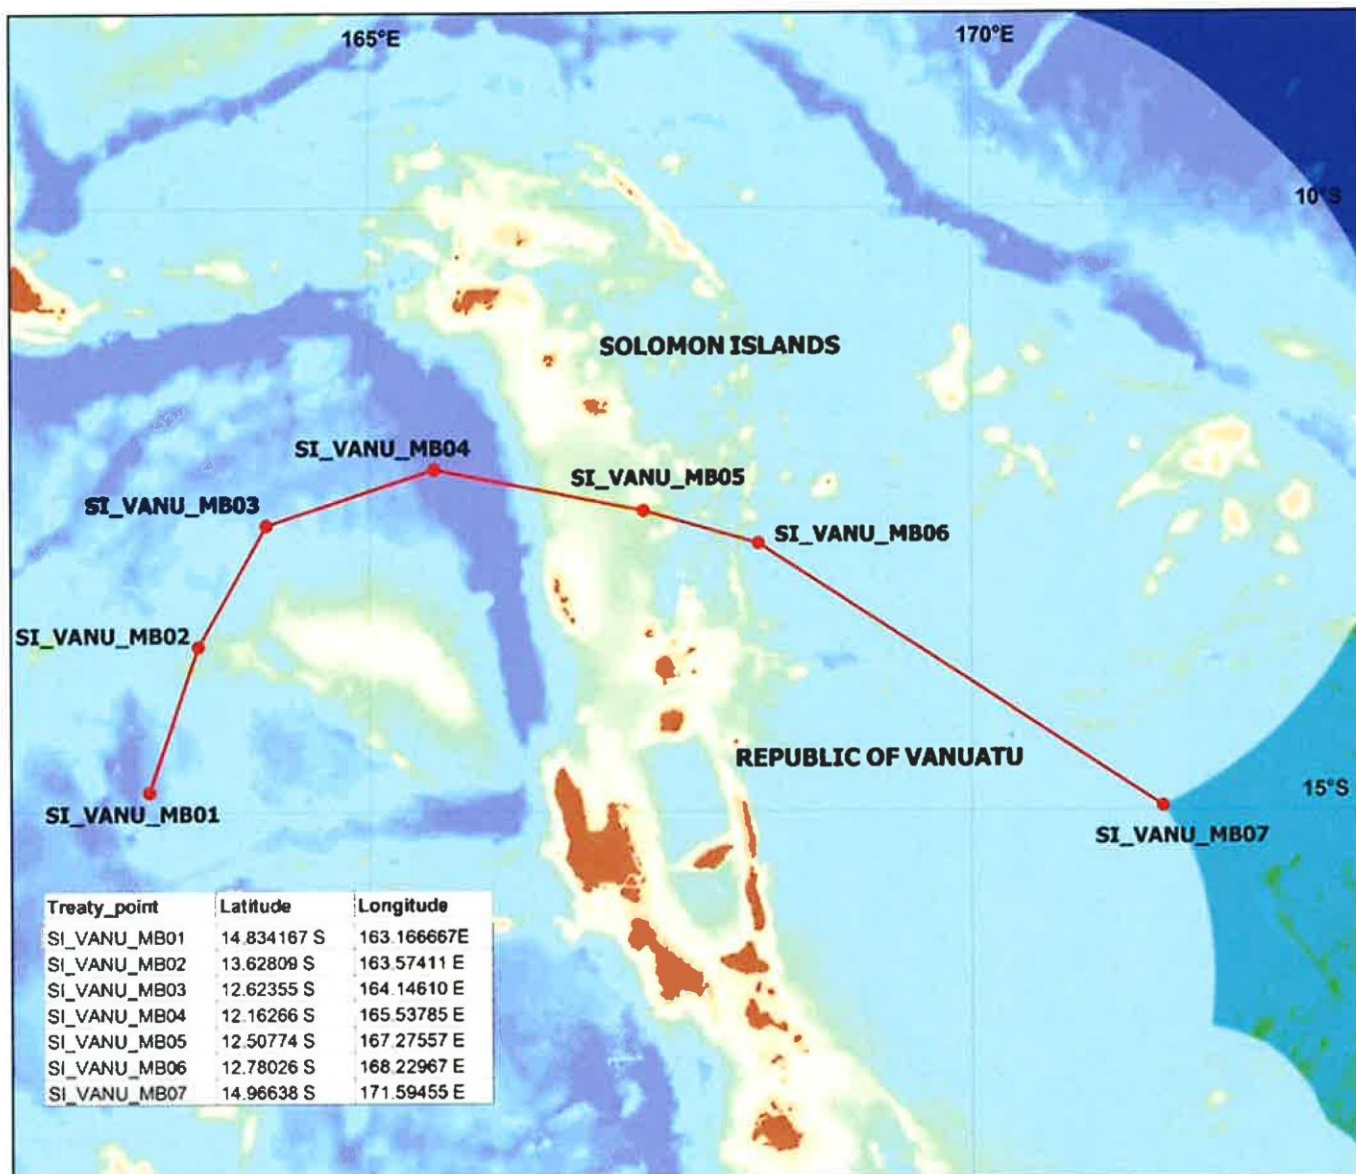 165°E
170°E
10°S
SOLOMON ISLANDS
SI_VANU_MB04
SI_VANU_MB05
SI_VANU_MB03
SI_VANU_MB06
SI_VANU_MB02
REPUBLIC OF VANUATU
15°S
SI_VANU_MB01
SI_VANU_MB07
Treaty_point Latitude Longitude
SI_VANU_MB01 14.834167 S 163.166667E
SI_VANU_MB02 13.62809 S 163.57411 E
SI_VANU_MB03 12.62355 S 164.14610 E
SI_VANU_MB04 12.16266 S 165.53785 E
SI_VANU_MB05 12.50774 S 167.27557 E
SI_VANU_MB06 12.78026 S 168.22967 E
SI_VANU_MB07 14.96638 S 171.59455 E